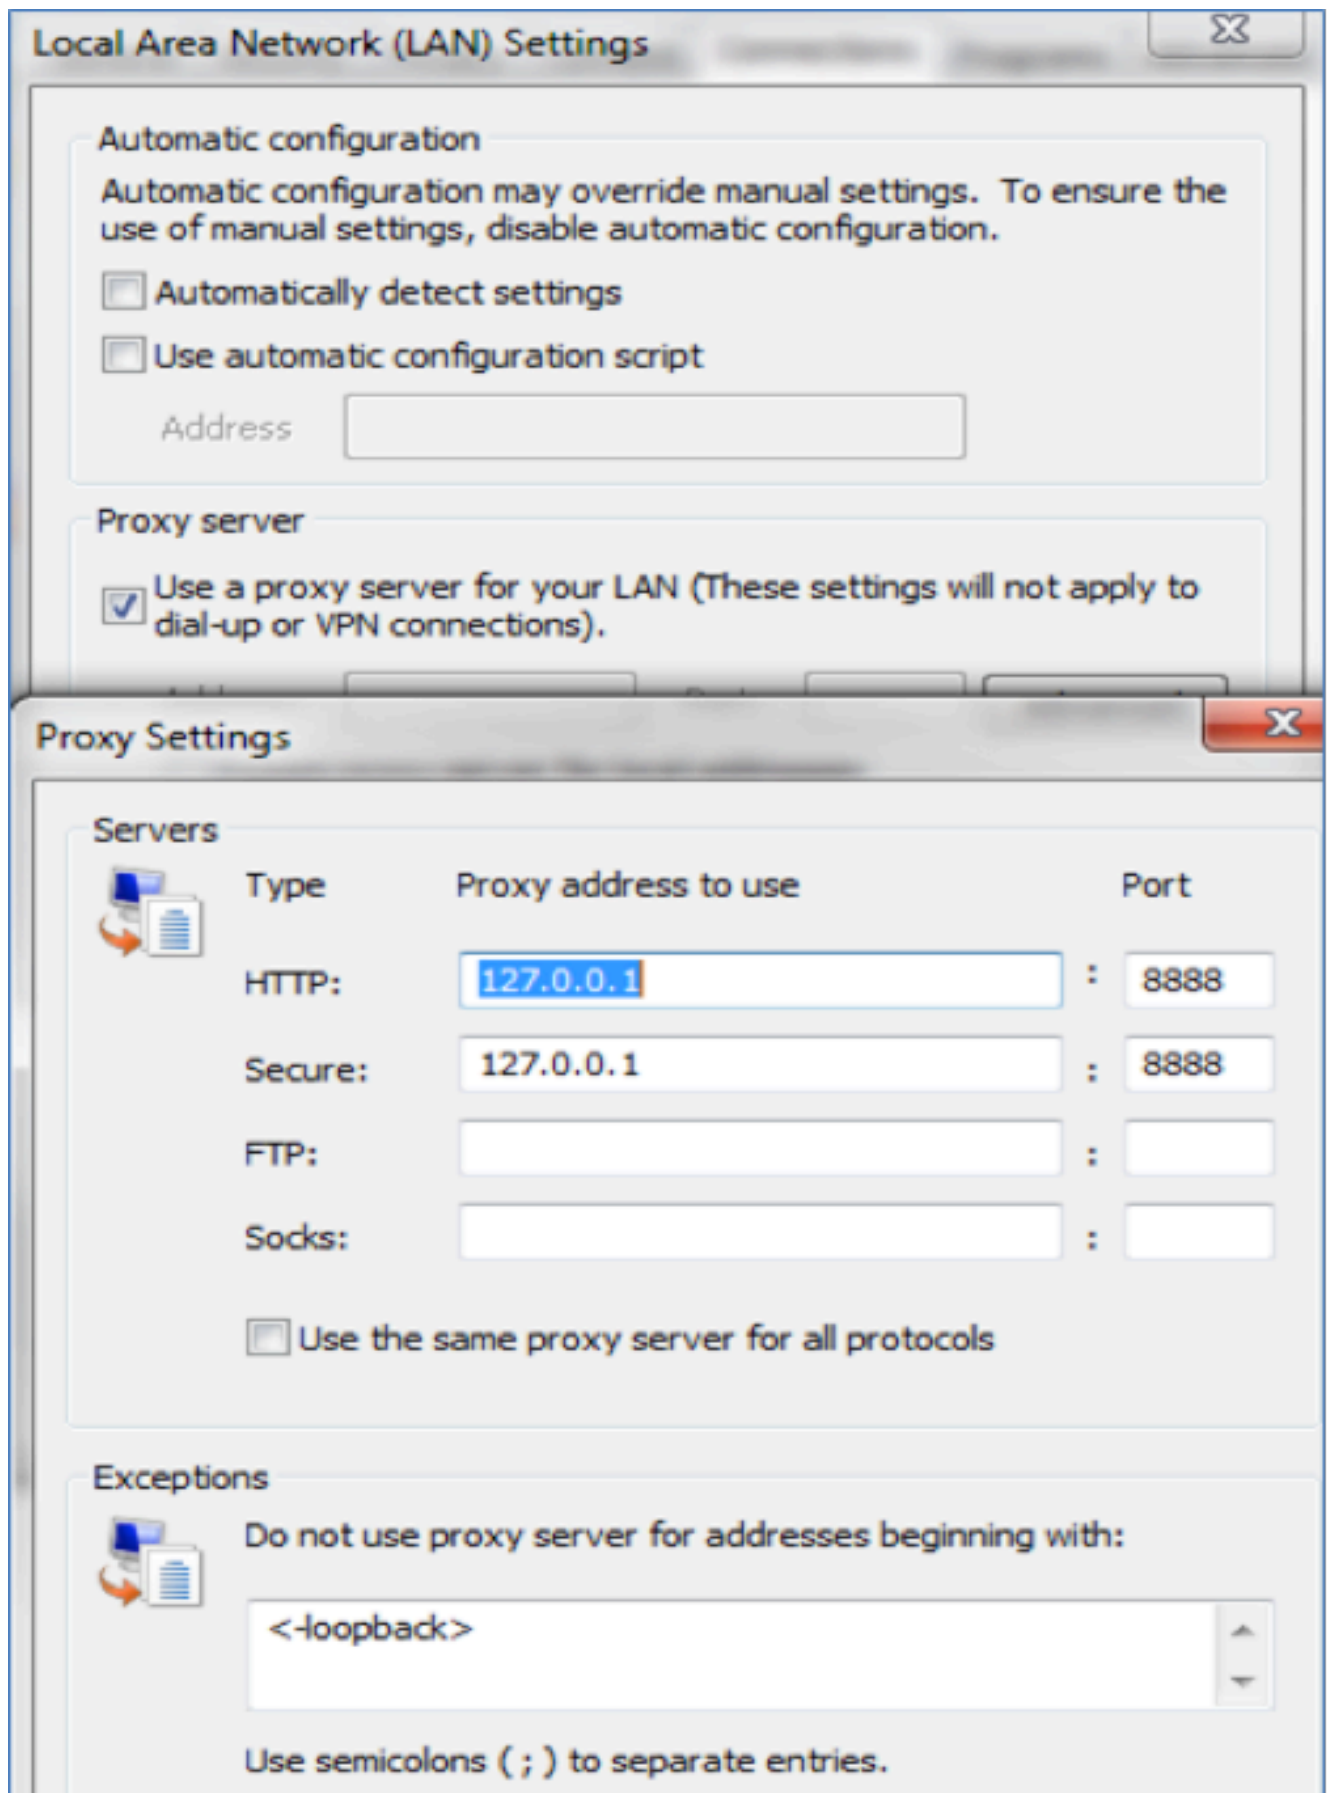 Local Area Network (LAN) Settings
Automatic configuration
Automatic configuration may override manual settings. To ensure the
use of manual settings, disable automatic configuration.
Automatically detect settings
Use automatic configuration script
Address
Proxy server
Use a proxy server for your LAN (These settings will not apply to
dial-up or VPN connections).
Proxy Settings
Servers
Type Proxy address to use Port
HTTP: 127.0.0.1 : 8888
Secure: 127.0.0.1 : 8888
FTP: :
Socks: :
Use the same proxy server for all protocols
Exceptions
Do not use proxy server for addresses beginning with:
<-loopback>
Use semicolons ( ; ) to separate entries.